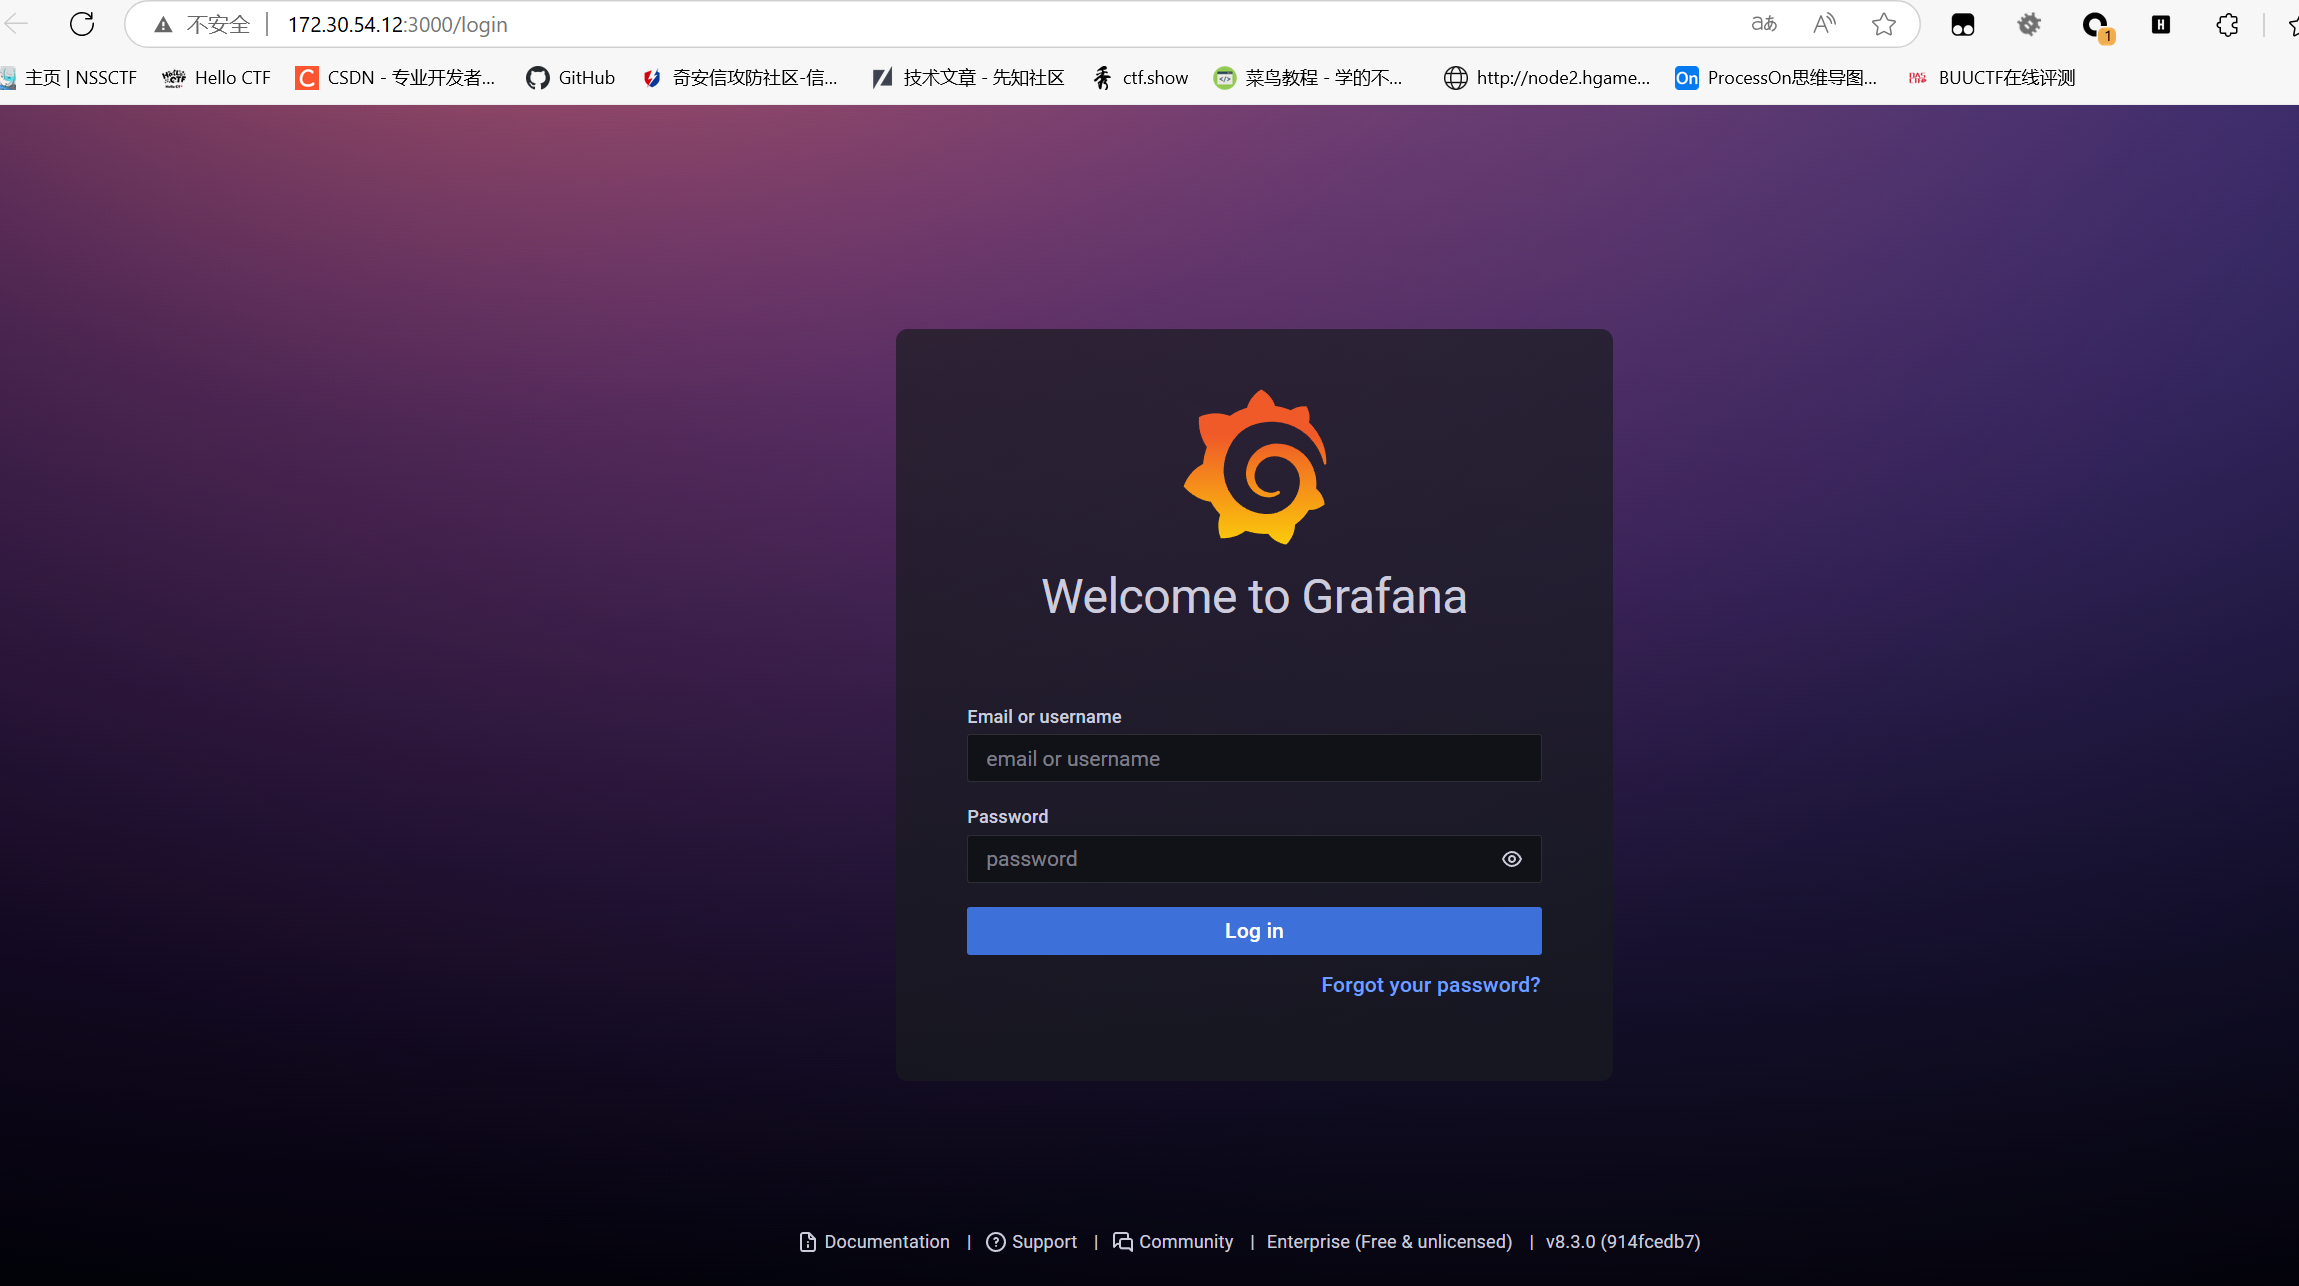 不安全 | 172.30.54.12:3000/login aあ A
主页 | NSSCTF Hello CTF CSDN - 专业开发者... GitHub 奇安信攻防社区-信... 技术文章 - 先知社区 ctf.show 菜鸟教程 - 学的不... http://node2.hgame... ProcessOn思维导图... BUUCTF在线评测
Welcome to Grafana
Email or username
email or username
Password
password
Log in
Forgot your password?
Documentation | Support | Community | Enterprise (Free & unlicensed) | v8.3.0 (914fcedb7)